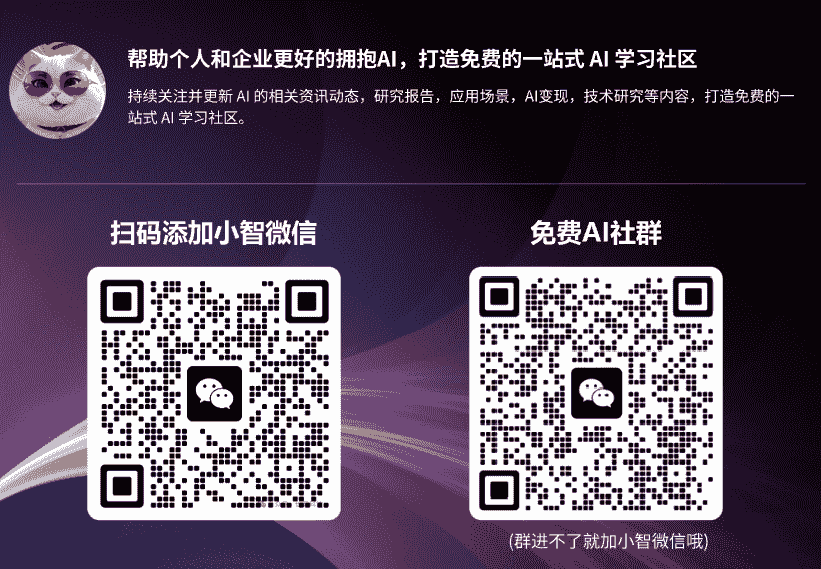 帮助个人和企业更好的拥抱AI，打造免费的一站式 AI 学习社区
持续关注并更新 AI 的相关资讯动态，研究报告，应用场景，AI变现，技术研究等内容，打造免费的一
站式 AI 学习社区。
扫码添加小智微信
免费AI社群
(群进不了就加小智微信哦)